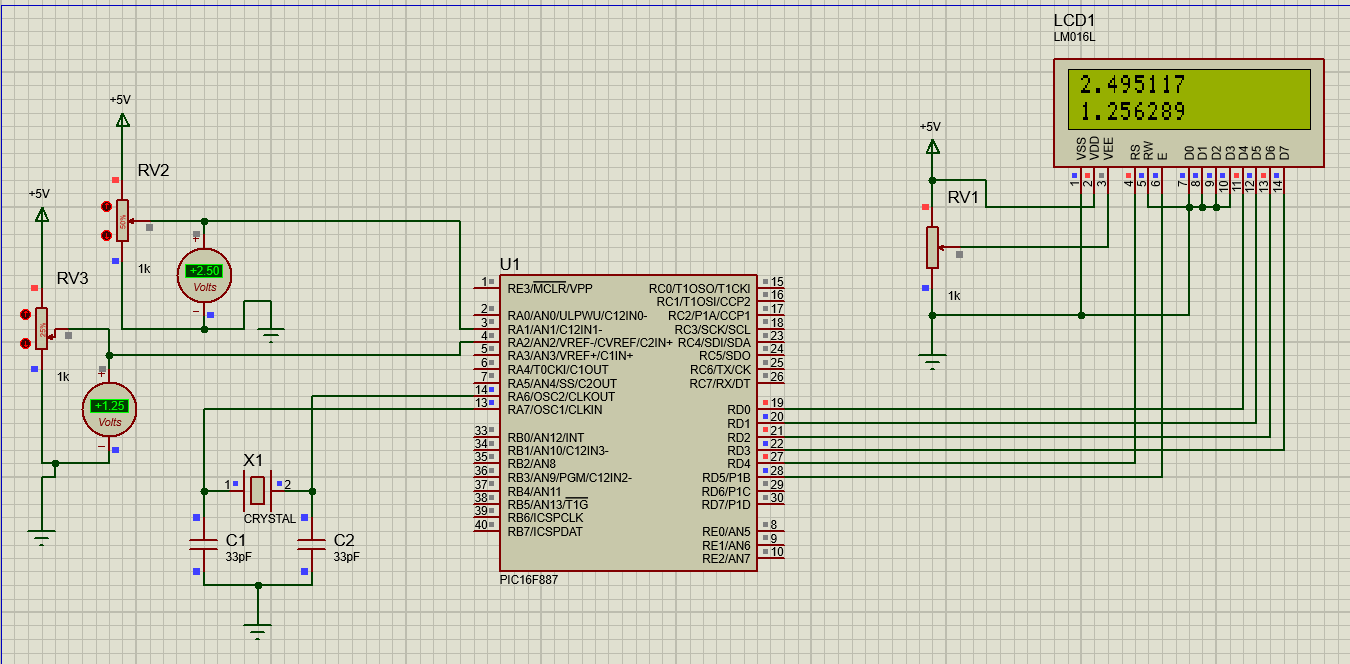 LCD1
LM016L
2.495117
1.256289
VSS
VDD
VEE
RS
RW
E
D0
D1
D2
D3
D4
D5
D6
D7
1
2
3
4
5
6
7
8
9
10
11
12
13
14
+5V
RV2
50%
1k
+2.50
Volts
+5V
RV3
25%
1k
+1.25
Volts
+5V
RV1
1k
U1
1 RE3/MCLR/VPP
2 RA0/AN0/ULPWU/C12IN0-
3 RA1/AN1/C12IN1-
4 RA2/AN2/VREF-/CVREF/C2IN+
5 RA3/AN3/VREF+/C1IN+
6 RA4/T0CKI/C1OUT
7 RA5/AN4/SS/C2OUT
14 RA6/OSC2/CLKOUT
13 RA7/OSC1/CLKIN
33 RB0/AN12/INT
34 RB1/AN10/C12IN3-
35 RB2/AN8
36 RB3/AN9/PGM/C12IN2-
37 RB4/AN11
38 RB5/AN13/T1G
39 RB6/ICSPCLK
40 RB7/ICSPDAT
RC0/T1OSO/T1CKI 15
RC1/T1OSI/CCP2 16
RC2/P1A/CCP1 17
RC3/SCK/SCL 18
RC4/SDI/SDA 23
RC5/SDO 24
RC6/TX/CK 25
RC7/RX/DT 26
RD0 19
RD1 20
RD2 21
RD3 22
RD4 27
RD5/P1B 28
RD6/P1C 29
RD7/P1D 30
RE0/AN5 8
RE1/AN6 9
RE2/AN7 10
PIC16F887
X1
1
2
CRYSTAL
C1
33pF
C2
33pF